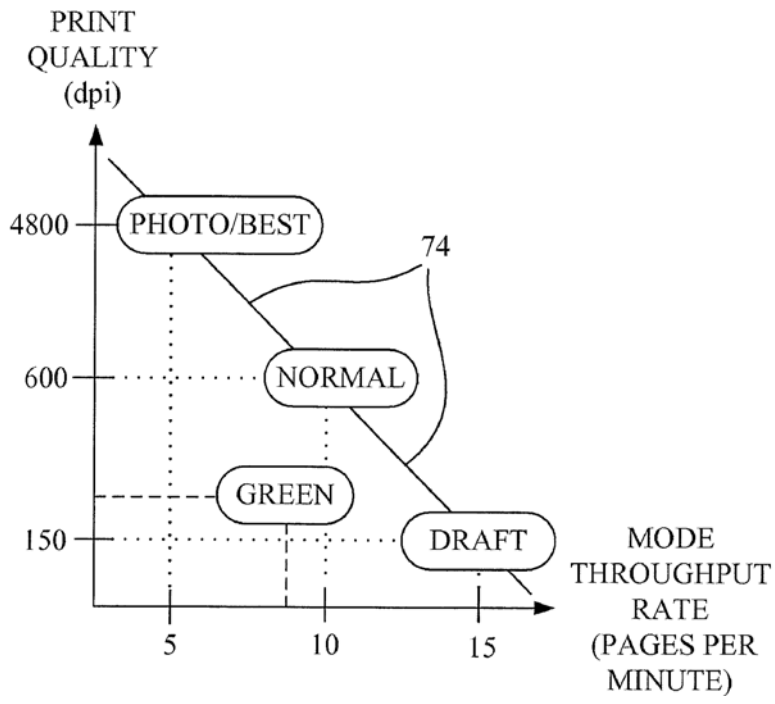 PRINT
QUALITY
(dpi)
4800
PHOTO/BEST
74
600
NORMAL
GREEN
150
DRAFT
MODE
THROUGHPUT
RATE
(PAGES PER
MINUTE)
5
10
15